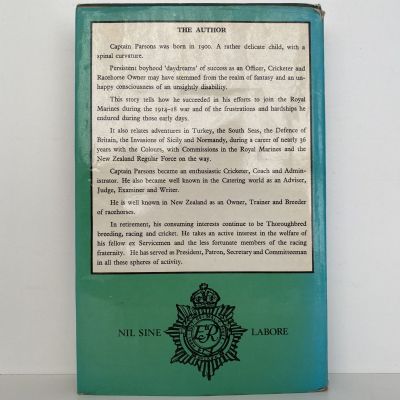 THE AUTHOR
Captain Parsons was born in 1900. A rather delicate child, with a
spinal curvature.
Persistent boyhood 'daydreams' of success as an Officer, Cricketer and
Racehorse Owner may have stemmed from the realm of fantasy and an un-
happy consciousness of an unsightly disability.
This story tells how he succeeded in his efforts to join the Royal
Marines during the 1914-18 war and of the frustrations and hardships he
endured during those early days.
It also relates adventures in Turkey, the South Seas, the Defence of
Britain, the Invasions of Sicily and Normandy, during a career of nearly 36
years with the Colours, with Commissions in the Royal Marines and the
New Zealand Regular Force on the way.
Captain Parsons became an enthusiastic Cricketer, Coach and Admin-
istrator. He also became well known in the Catering world as an Advisor,
Judge, Examiner and Writer.
He is well known in New Zealand as an Owner, Trainer and Breeder
of racehorses.
In retirement, his consuming interests continue to be Thoroughbred
breeding, racing and cricket. He takes an active interest in the welfare of
his fellow ex Servicemen and the less fortunate members of the racing
fraternity. He has served as President, Patron, Secretary and Committeeman
in all these spheres of activity.
NIL SINE LABORE
EIIR